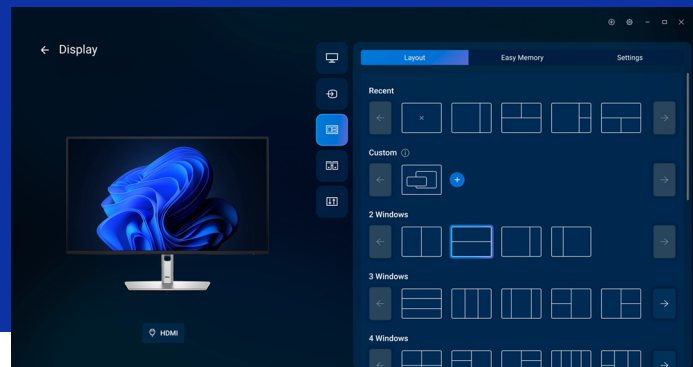 Display
Layout Easy Memory Settings
Recent
Custom
2 Windows
3 Windows
4 Windows
HDMI